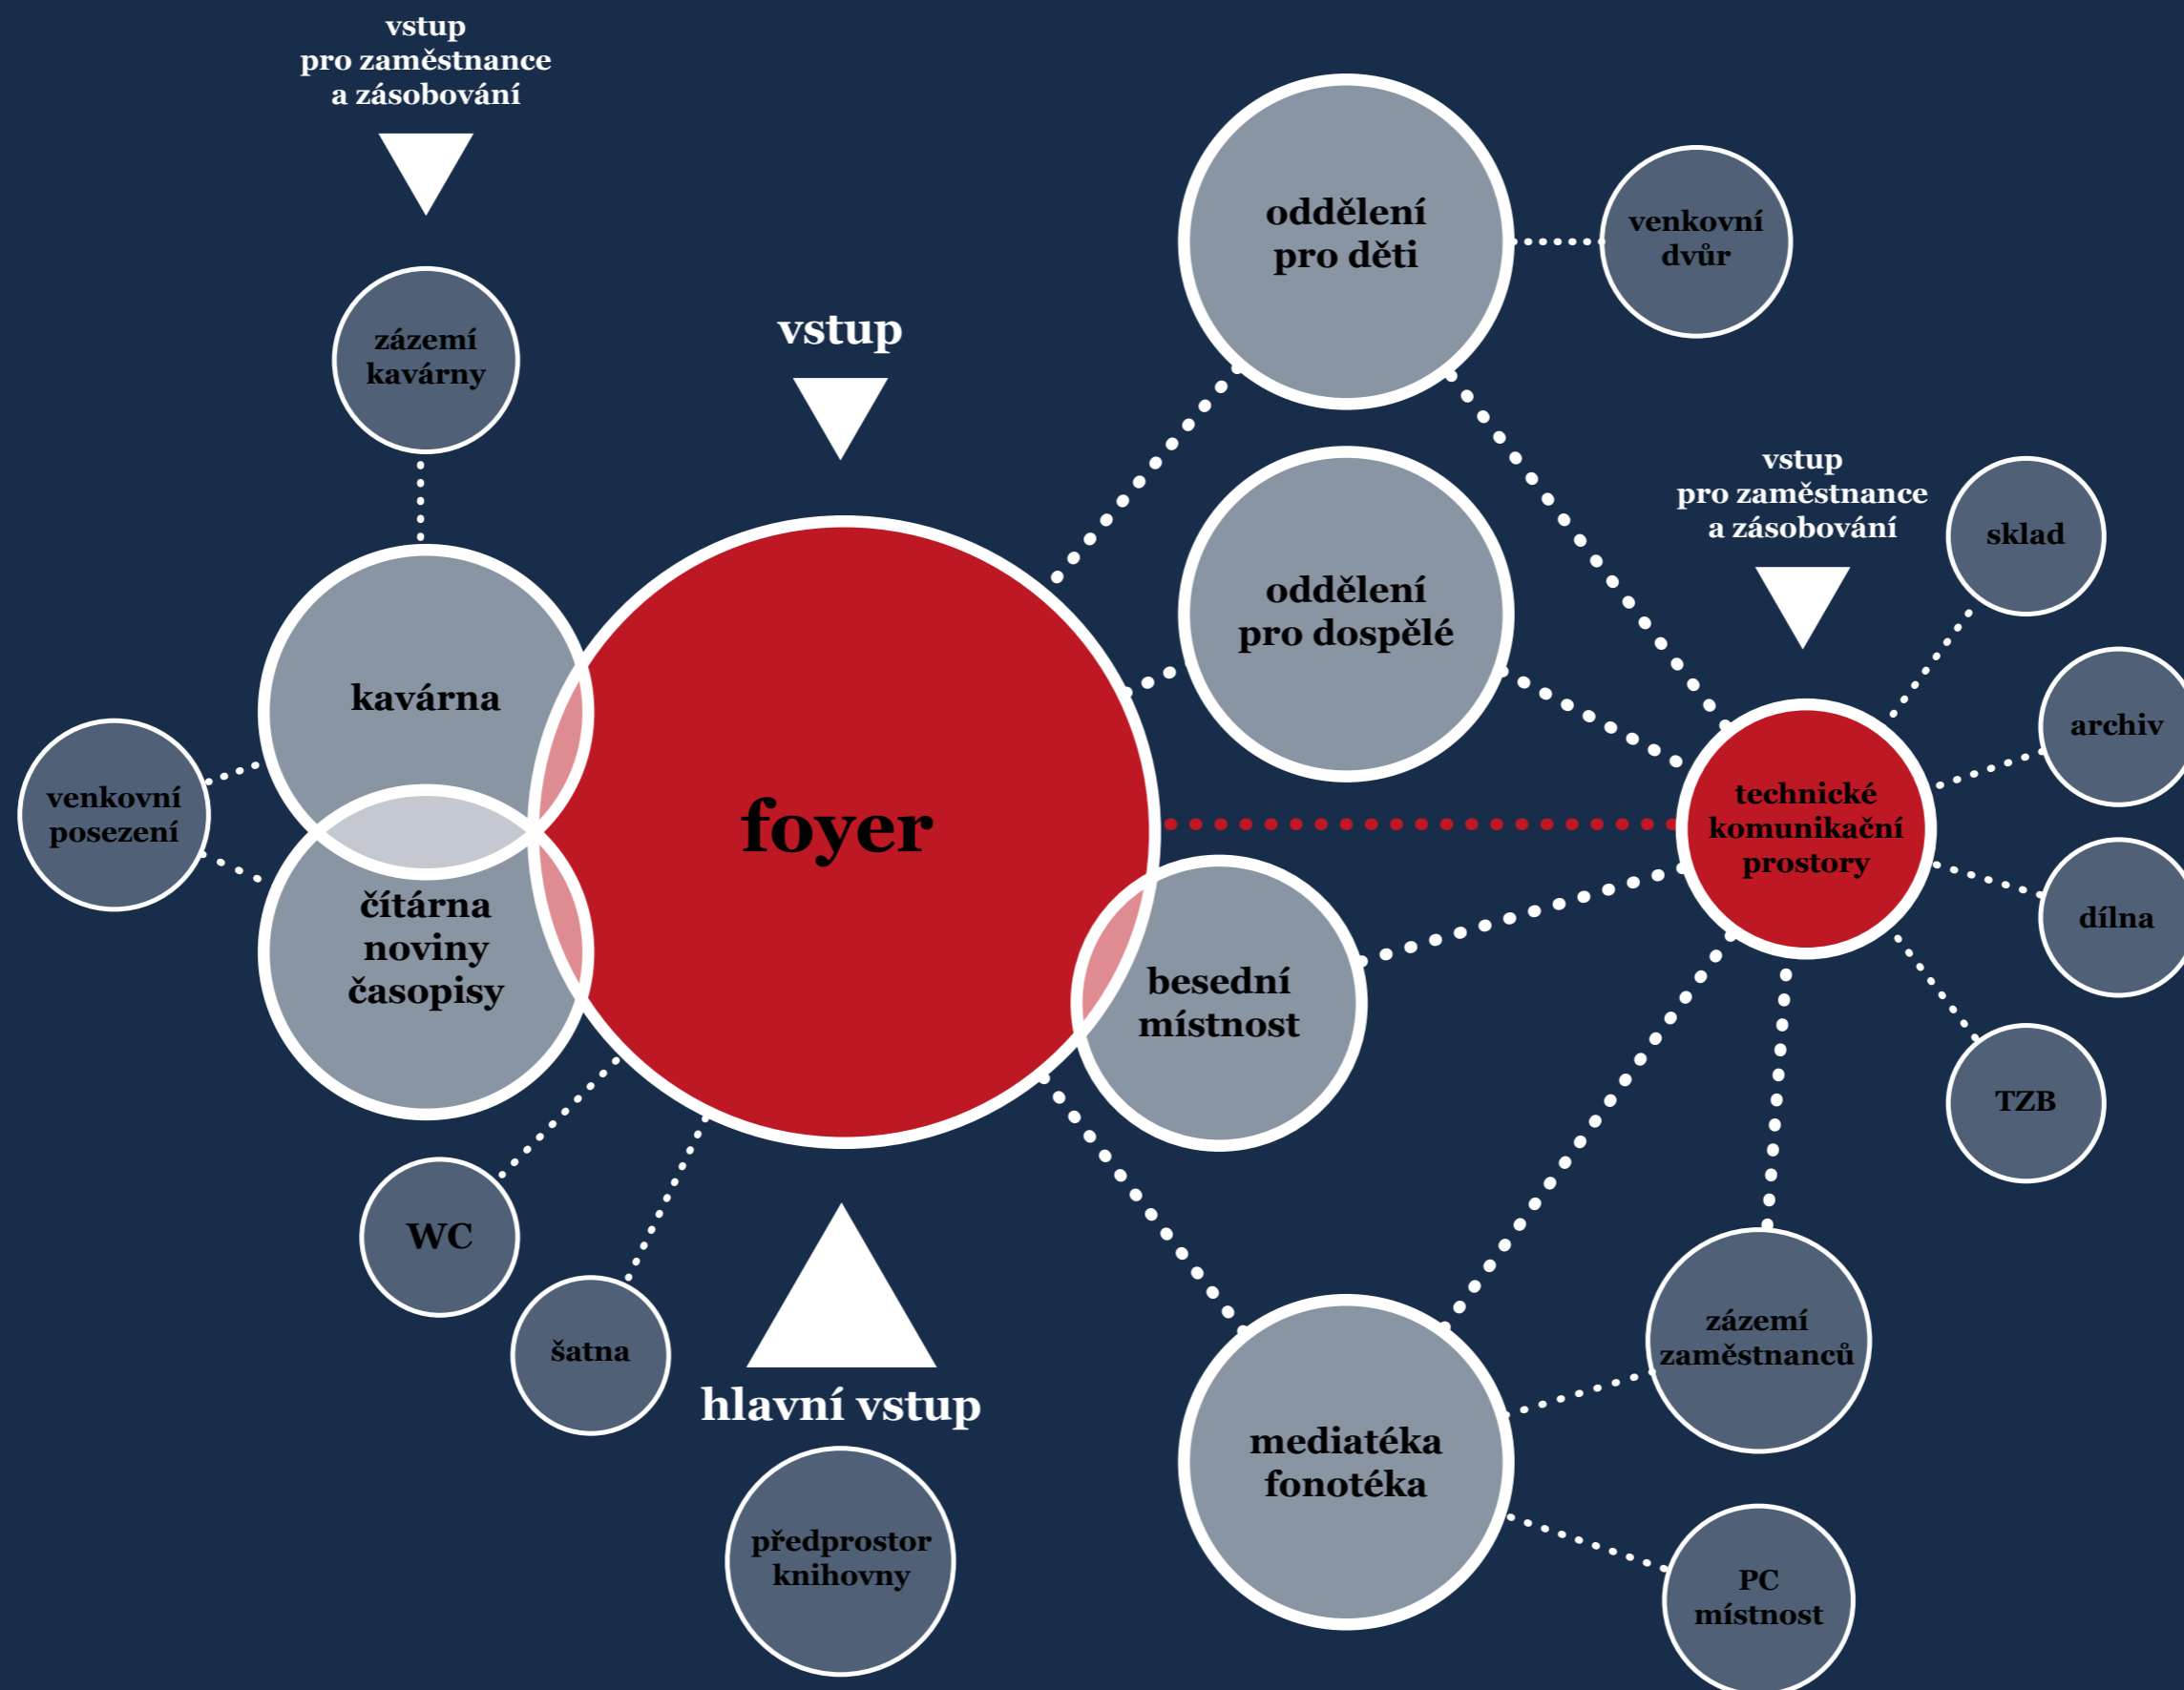 vstup
pro zaměstnance
a zásobování
oddělení
pro děti
venkovní
dvůr
zázemí
kavárny
vstup
vstup
pro zaměstnance
a zásobování
sklad
oddělení
pro dospělé
kavárna
archiv
venkovní
posezení
foyer
technické
komunikační
prostory
čítárna
noviny
časopisy
dílna
besední
místnost
TZB
WC
šatna
hlavní vstup
zázemí
zaměstnanců
mediatéka
fonotéka
předprostor
knihovny
PC
místnost